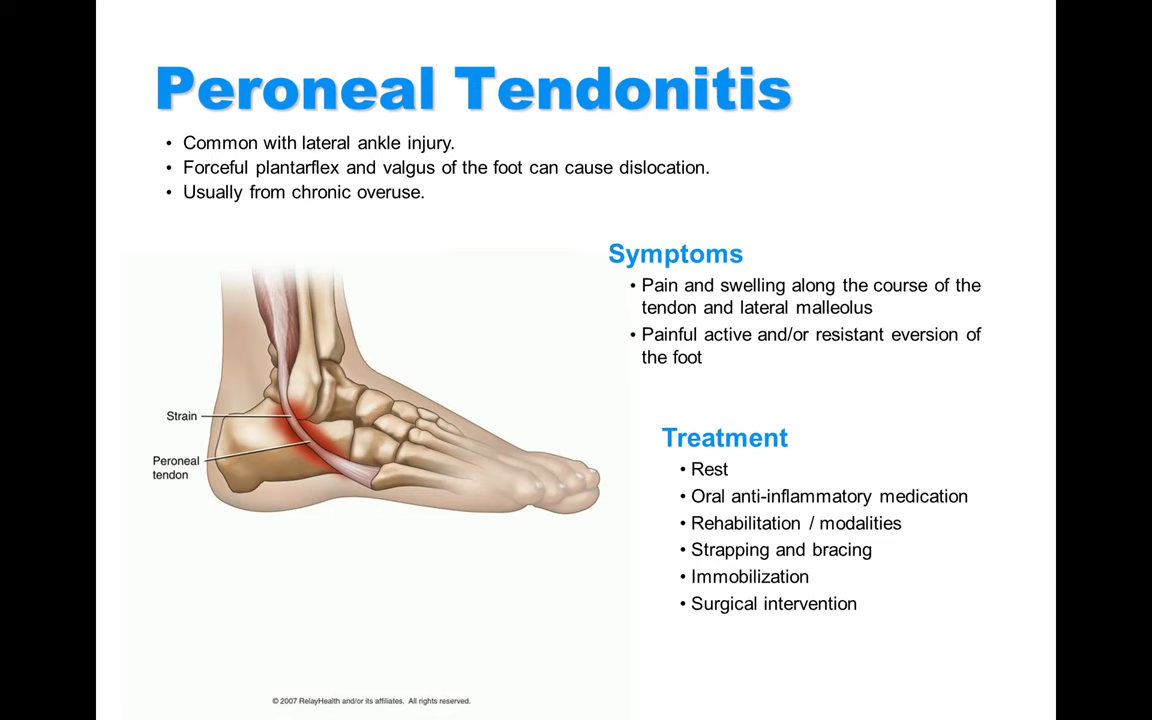 Peroneal Tendonitis
• Common with lateral ankle injury.
• Forceful plantarflex and valgus of the foot can cause dislocation.
• Usually from chronic overuse.
Symptoms
• Pain and swelling along the course of the
tendon and lateral malleolus
• Painful active and/or resistant eversion of
the foot
Strain
Peroneal
tendon
Treatment
• Rest
• Oral anti-inflammatory medication
• Rehabilitation / modalities
• Strapping and bracing
• Immobilization
• Surgical intervention
© 2007 RelayHealth and/or its affiliates. All rights reserved.